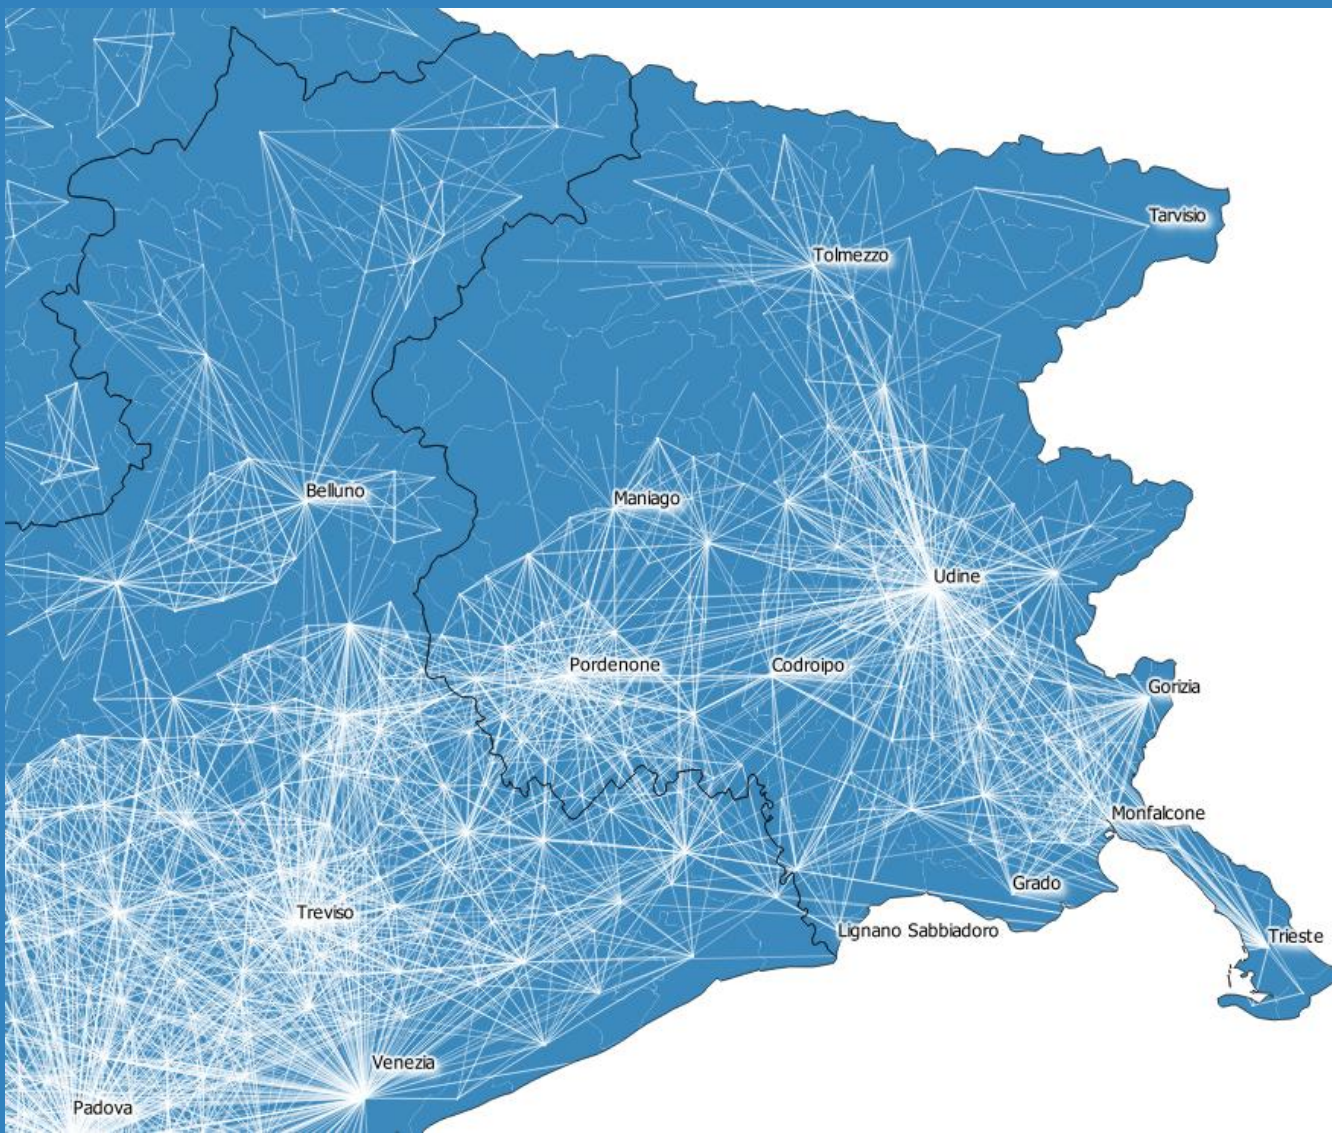 Tarvisio
Tolmezzo
Belluno
Maniago
Udine
Pordenone
Codroipo
Gorizia
Monfalcone
Grado
Treviso
Lignano Sabbiadoro
Trieste
Venezia
Padova